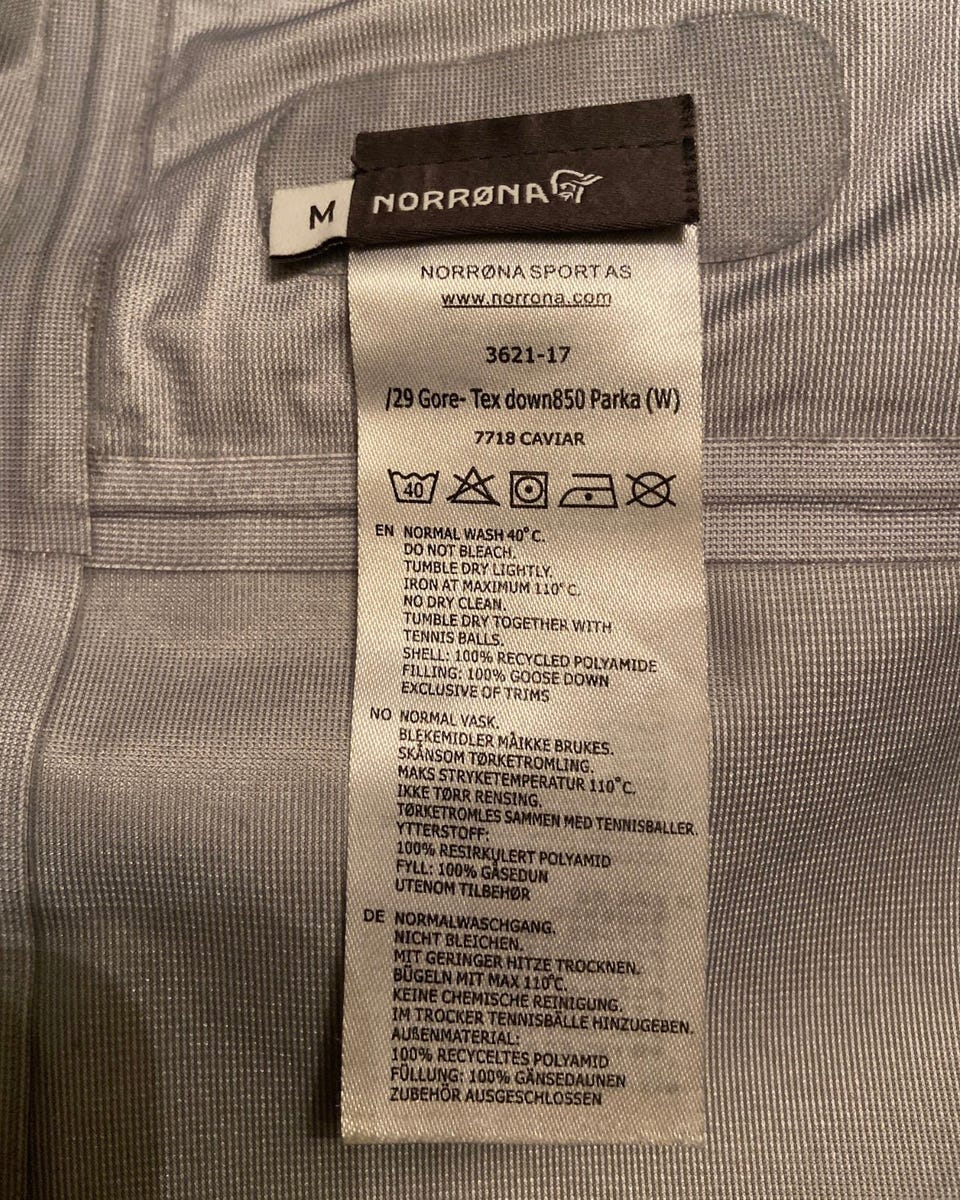 M
NORRØNA
NORRØNA SPORT AS
www.norrona.com
3621-17
/29 Gore- Tex down850 Parka (W)
7718 CAVIAR
40
EN NORMAL WASH 40°C.
DO NOT BLEACH.
TUMBLE DRY LIGHTLY.
IRON AT MAXIMUM 110°C.
NO DRY CLEAN.
TUMBLE DRY TOGETHER WITH
TENNIS BALLS.
SHELL: 100% RECYCLED POLYAMIDE
FILLING: 100% GOOSE DOWN
EXCLUSIVE OF TRIMS
NO NORMAL VASK.
BLEKEMIDLER MÅIKKE BRUKES.
SKÅNSOM TØRKETROMLING.
MAKS STRYKETEMPERATUR 110°C.
IKKE TØRR RENSING.
TØRKETROMLES SAMMEN MED TENNISBALLER.
YTTERSTOFF:
100% RESIRKULERT POLYAMID
FYLL: 100% GÅSEDUN
UTENOM TILBEHØR
DE NORMALWASCHGANG.
NICHT BLEICHEN.
MIT GERINGER HITZE TROCKNEN.
BÜGELN MIT MAX 110°C.
KEINE CHEMISCHE REINIGUNG.
IM TROCKER TENNISBÄLLE HINZUGEBEN.
AUßENMATERIAL:
100% RECYCELTES POLYAMID
FÜLLUNG: 100% GÄNSEDAUNEN
ZUBEHÖR AUSGESCHLOSSEN